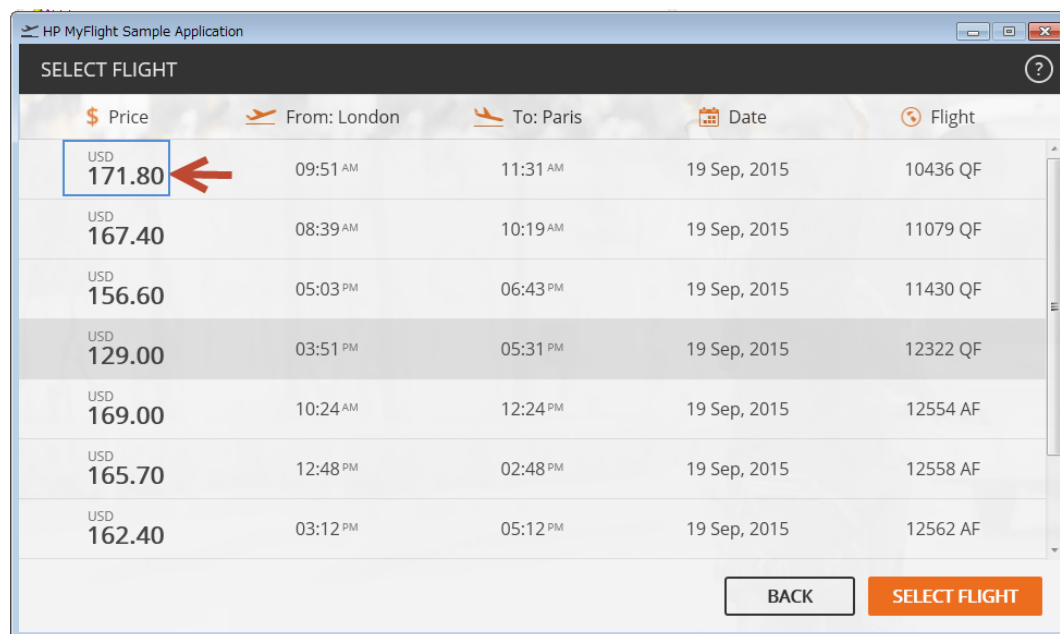 HP MyFlight Sample Application
SELECT FLIGHT ?
$ Price From: London To: Paris Date Flight
USD
171.80 09:51 AM 11:31 AM 19 Sep, 2015 10436 QF
USD
167.40 08:39 AM 10:19 AM 19 Sep, 2015 11079 QF
USD
156.60 05:03 PM 06:43 PM 19 Sep, 2015 11430 QF
USD
129.00 03:51 PM 05:31 PM 19 Sep, 2015 12322 QF
USD
169.00 10:24 AM 12:24 PM 19 Sep, 2015 12554 AF
USD
165.70 12:48 PM 02:48 PM 19 Sep, 2015 12558 AF
USD
162.40 03:12 PM 05:12 PM 19 Sep, 2015 12562 AF
BACK SELECT FLIGHT